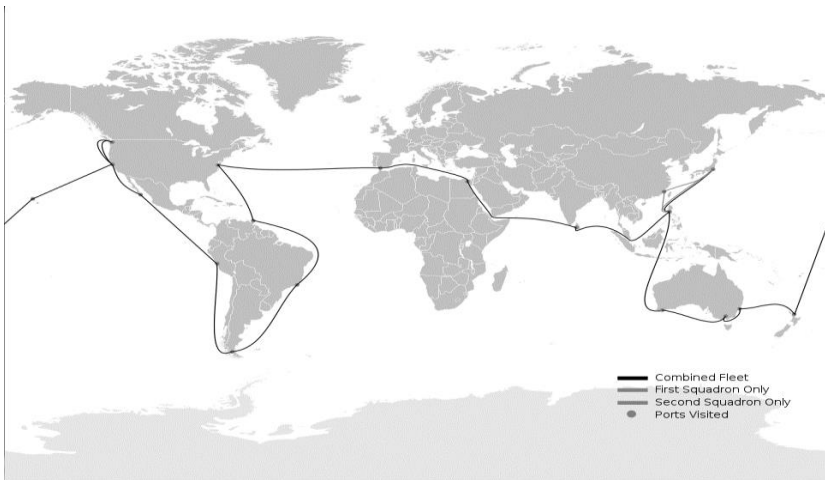 Combined Fleet
First Squadron Only
Second Squadron Only
Ports Visited